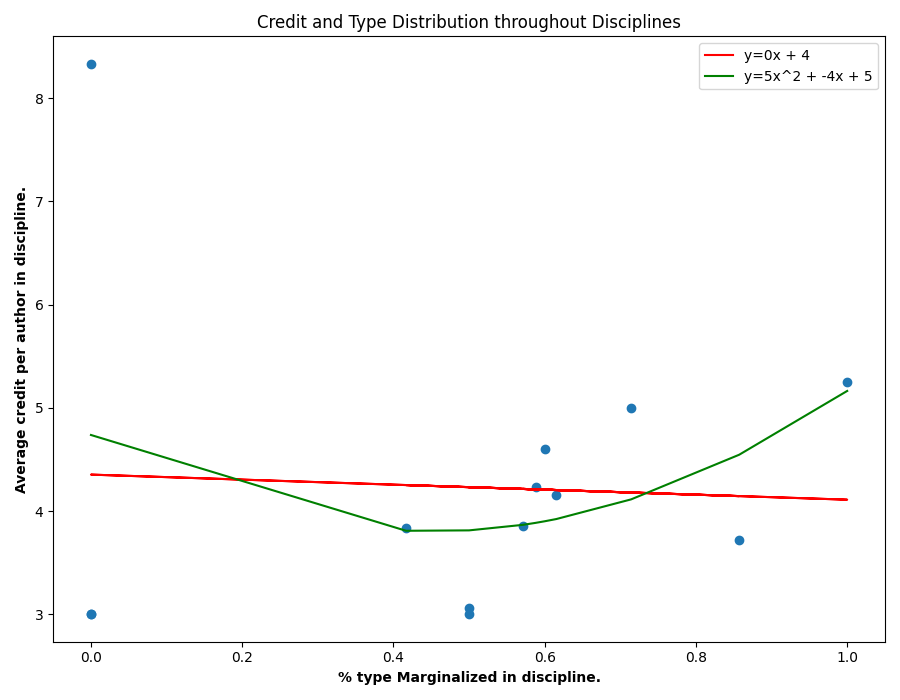 Credit and Type Distribution throughout Disciplines
y=0x + 4
y=5x^2 + -4x + 5
8
7
6
5
4
3
Average credit per author in discipline.
0.0 0.2 0.4 0.6 0.8 1.0
% type Marginalized in discipline.